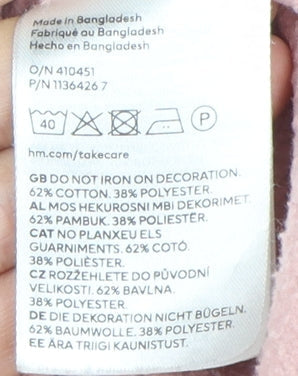 Made in Bangladesh
Fabriqué au Bangladesh
Hecho en Bangladesh
O/N 410451
P/N 1136426 7
40 P
hm.com/takecare
GB DO NOT IRON ON DECORATION.
62% COTTON. 38% POLYESTER.
AL MOS HEKUROSNI MBI DEKORIMET.
62% PAMBUK. 38% POLIESTËR.
CAT NO PLANXEU ELS
GUARNIMENTS. 62% COTÓ.
38% POLIÈSTER.
CZ ROZŽEHLETE DO PŮVODNÍ
VELIKOSTI. 62% BAVLNA.
38% POLYESTER.
DE DIE DEKORATION NICHT BÜGELN.
62% BAUMWOLLE. 38% POLYESTER.
EE ÄRA TRIIGI KAUNISTUST.